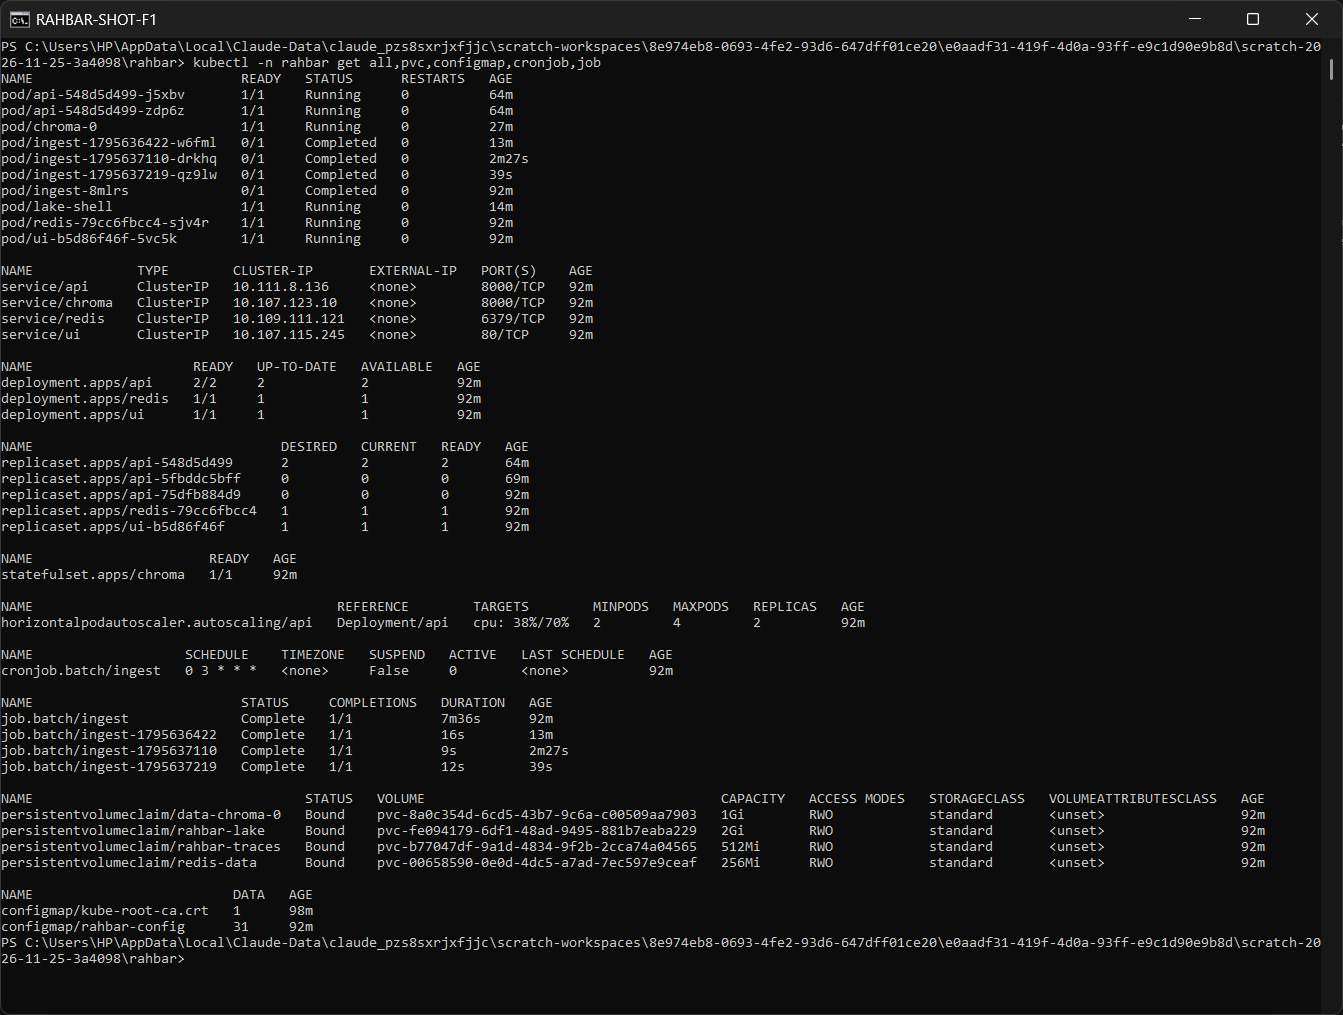 RAHBAR-SHOT-F1
PS C:\Users\HP\AppData\Local\Claude-Data\claude_pzs8sxrjxfjjc\scratch-workspaces\8e974eb8-0693-4fe2-93d6-647dff01ce20\e0aadf31-419f-4d0a-93ff-e9c1d90e9b8d\scratch-20
26-11-25-3a4098\rahbar> kubectl -n rahbar get all,pvc,configmap,cronjob,job
NAME                          READY   STATUS      RESTARTS   AGE
pod/api-548d5d499-j5xbv       1/1     Running     0          64m
pod/api-548d5d499-zdp6z       1/1     Running     0          64m
pod/chroma-0                  1/1     Running     0          27m
pod/ingest-1795636422-w6fml   0/1     Completed   0          13m
pod/ingest-1795637110-drkhq   0/1     Completed   0          2m27s
pod/ingest-1795637219-qz9lw   0/1     Completed   0          39s
pod/ingest-8mlrs              0/1     Completed   0          92m
pod/lake-shell                1/1     Running     0          14m
pod/redis-79cc6fbcc4-sjv4r    1/1     Running     0          92m
pod/ui-b5d86f46f-5vc5k        1/1     Running     0          92m
NAME             TYPE        CLUSTER-IP       EXTERNAL-IP   PORT(S)    AGE
service/api      ClusterIP   10.111.8.136     <none>        8000/TCP   92m
service/chroma   ClusterIP   10.107.123.10    <none>        8000/TCP   92m
service/redis    ClusterIP   10.109.111.121   <none>        6379/TCP   92m
service/ui       ClusterIP   10.107.115.245   <none>        80/TCP     92m
NAME                    READY   UP-TO-DATE   AVAILABLE   AGE
deployment.apps/api     2/2     2            2           92m
deployment.apps/redis   1/1     1            1           92m
deployment.apps/ui      1/1     1            1           92m
NAME                               DESIRED   CURRENT   READY   AGE
replicaset.apps/api-548d5d499      2         2         2       64m
replicaset.apps/api-5fbddc5bff     0         0         0       69m
replicaset.apps/api-75dfb884d9     0         0         0       92m
replicaset.apps/redis-79cc6fbcc4   1         1         1       92m
replicaset.apps/ui-b5d86f46f       1         1         1       92m
NAME                      READY   AGE
statefulset.apps/chroma   1/1     92m
NAME                                      REFERENCE        TARGETS        MINPODS   MAXPODS   REPLICAS   AGE
horizontalpodautoscaler.autoscaling/api   Deployment/api   cpu: 38%/70%   2         4         2          92m
NAME                   SCHEDULE    TIMEZONE   SUSPEND   ACTIVE   LAST SCHEDULE   AGE
cronjob.batch/ingest   0 3 * * *   <none>     False     0        <none>          92m
NAME                          STATUS     COMPLETIONS   DURATION   AGE
job.batch/ingest              Complete   1/1           7m36s      92m
job.batch/ingest-1795636422   Complete   1/1           16s        13m
job.batch/ingest-1795637110   Complete   1/1           9s         2m27s
job.batch/ingest-1795637219   Complete   1/1           12s        39s
NAME                                  STATUS   VOLUME                                     CAPACITY   ACCESS MODES   STORAGECLASS   VOLUMEATTRIBUTESCLASS   AGE
persistentvolumeclaim/data-chroma-0   Bound    pvc-8a0c354d-6cd5-43b7-9c6a-c00509aa7903   1Gi        RWO            standard       <unset>                 92m
persistentvolumeclaim/rahbar-lake     Bound    pvc-fe094179-6df1-48ad-9495-881b7eaba229   2Gi        RWO            standard       <unset>                 92m
persistentvolumeclaim/rahbar-traces   Bound    pvc-b77047df-9a1d-4834-9f2b-2cca74a04565   512Mi      RWO            standard       <unset>                 92m
persistentvolumeclaim/redis-data      Bound    pvc-00658590-0e0d-4dc5-a7ad-7ec597e9ceaf   256Mi      RWO            standard       <unset>                 92m
NAME                         DATA   AGE
configmap/kube-root-ca.crt   1      98m
configmap/rahbar-config      31     92m
PS C:\Users\HP\AppData\Local\Claude-Data\claude_pzs8sxrjxfjjc\scratch-workspaces\8e974eb8-0693-4fe2-93d6-647dff01ce20\e0aadf31-419f-4d0a-93ff-e9c1d90e9b8d\scratch-20
26-11-25-3a4098\rahbar>